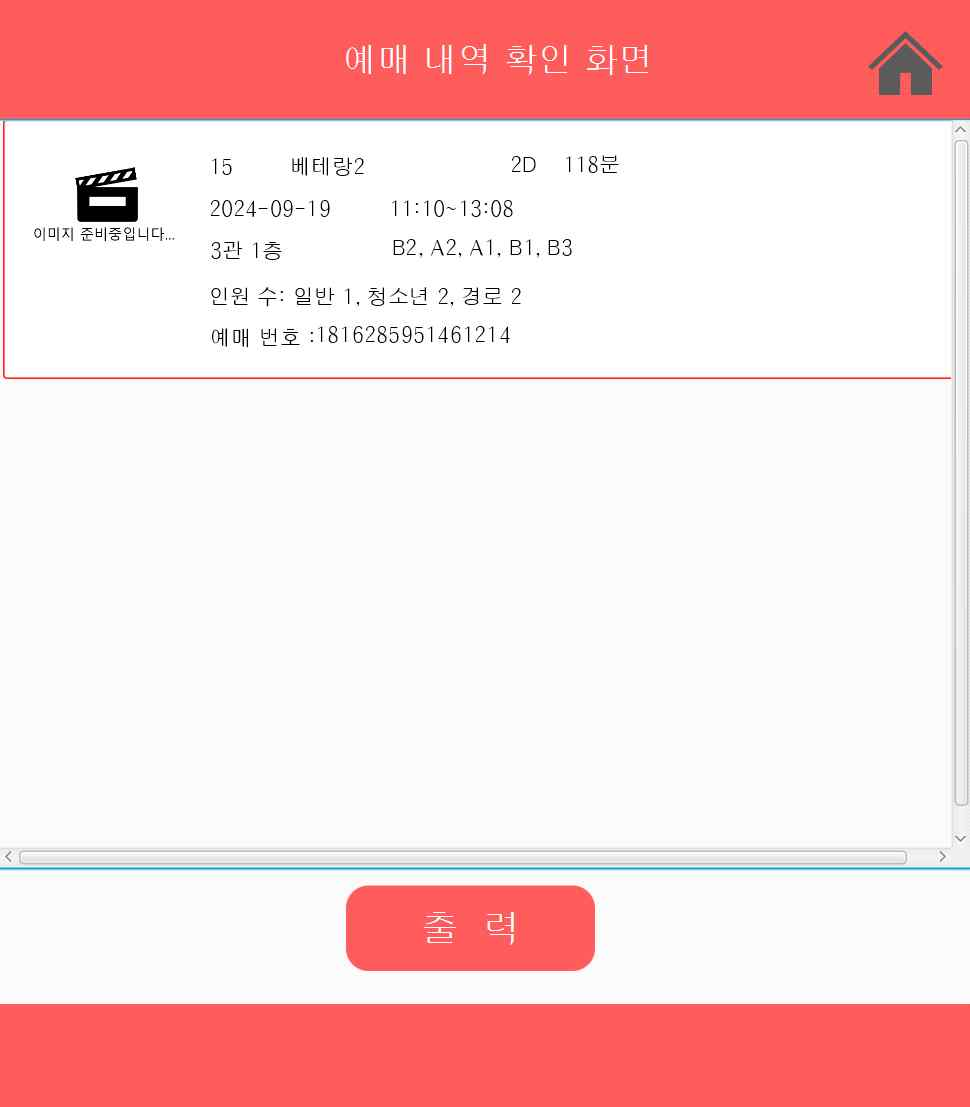 예매 내역 확인 화면
15 베테랑2 2D 118분
2024-09-19 11:10~13:08
3관 1층 B2, A2, A1, B1, B3
인원 수: 일반 1, 청소년 2, 경로 2
예매 번호 :1816285951461214
이미지 준비중입니다...
출 력